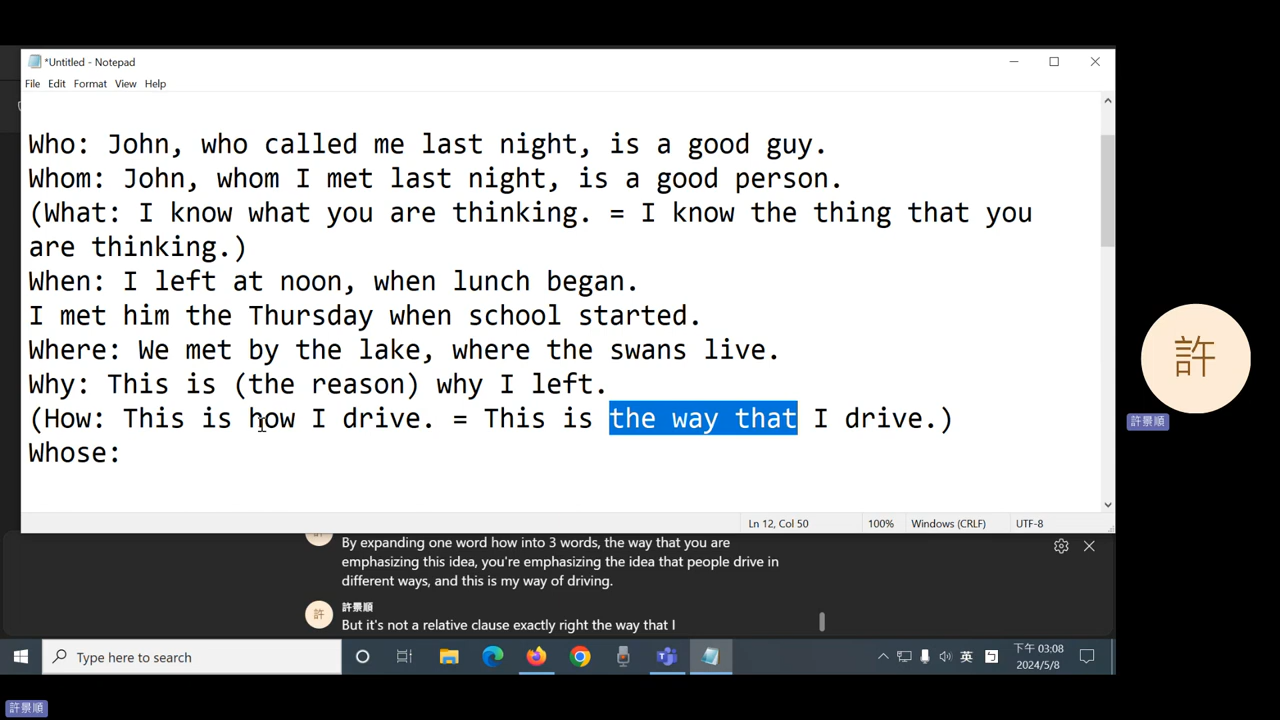 *Untitled - Notepad
File Edit Format View Help
Who: John, who called me last night, is a good guy.
Whom: John, whom I met last night, is a good person.
(What: I know what you are thinking. = I know the thing that you
are thinking.)
When: I left at noon, when lunch began.
I met him the Thursday when school started.
Where: We met by the lake, where the swans live.
Why: This is (the reason) why I left.
(How: This is how I drive. = This is the way that I drive.)
Whose:
Ln 12, Col 50 100% Windows (CRLF) UTF-8
By expanding one word how into 3 words, the way that you are
emphasizing this idea, you're emphasizing the idea that people drive in
different ways, and this is my way of driving.
許景順
許 But it's not a relative clause exactly right the way that I
許
許景順
Type here to search
英
下午 03:08
2024/5/8
許景順